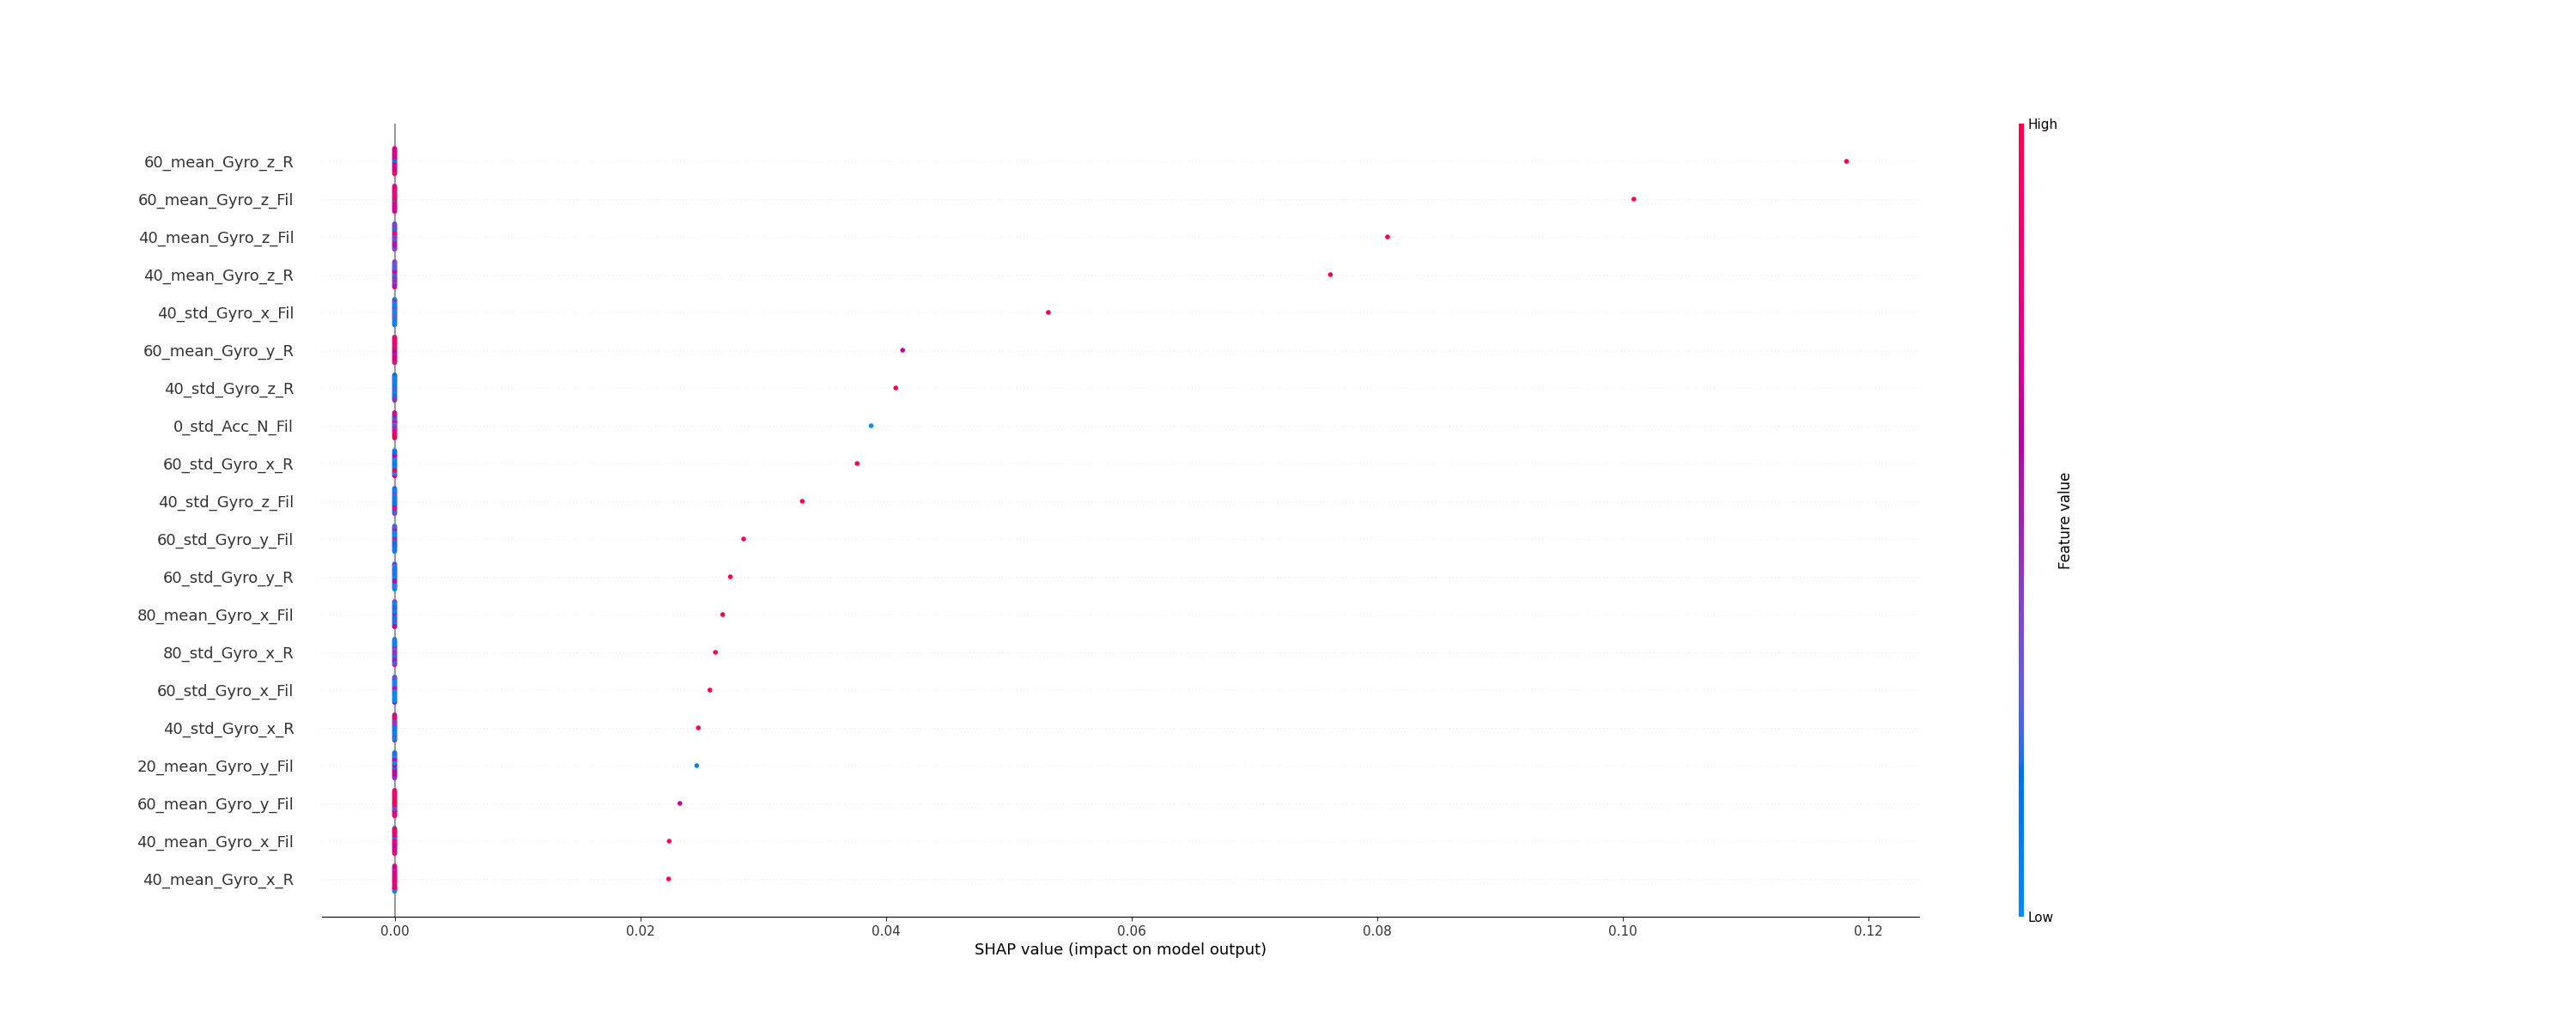 High
60_mean_Gyro_z_R
60_mean_Gyro_z_Fil
40_mean_Gyro_z_Fil
40_mean_Gyro_z_R
40_std_Gyro_x_Fil
60_mean_Gyro_y_R
40_std_Gyro_z_R
0_std_Acc_N_Fil
60_std_Gyro_x_R
40_std_Gyro_z_Fil
60_std_Gyro_y_Fil
60_std_Gyro_y_R
80_mean_Gyro_x_Fil
80_std_Gyro_x_R
60_std_Gyro_x_Fil
40_std_Gyro_x_R
20_mean_Gyro_y_Fil
60_mean_Gyro_y_Fil
40_mean_Gyro_x_Fil
40_mean_Gyro_x_R
Feature value
Low
0.00 0.02 0.04 0.06 0.08 0.10 0.12
SHAP value (impact on model output)